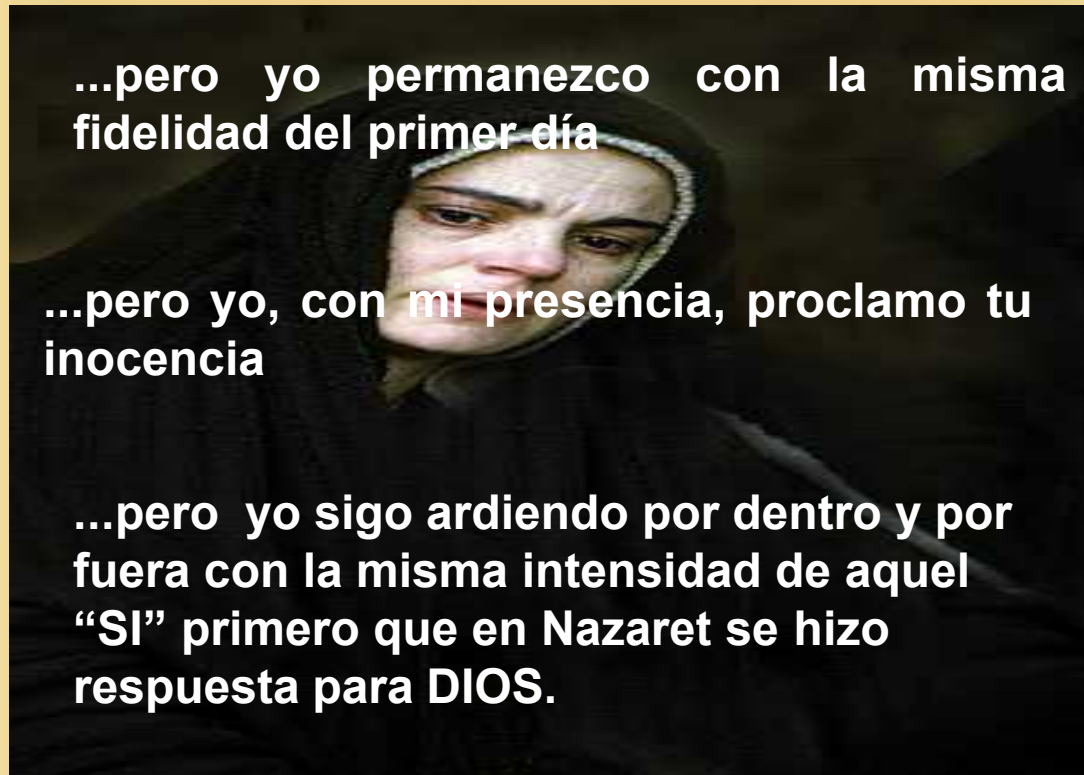 ...pero yo permanezco con la misma
fidelidad del primer día
...pero yo, con mi presencia, proclamo tu
inocencia
...pero yo sigo ardiendo por dentro y por
fuera con la misma intensidad de aquel
“SI” primero que en Nazaret se hizo
respuesta para DIOS.